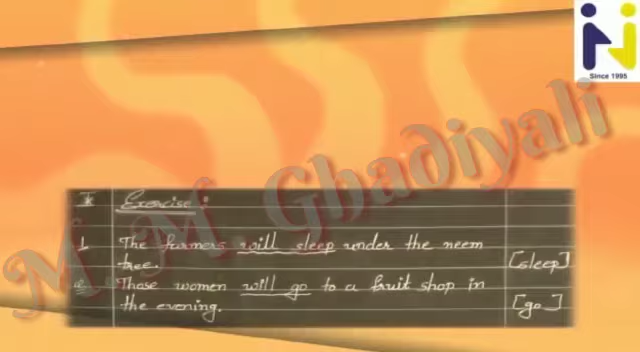 Since 1995
M. M. Ghadiyali
I Exercise :
1 The farmers will sleep under the neem
tree. [sleep]
2 Those women will go to a fruit shop in
the evening. [go]